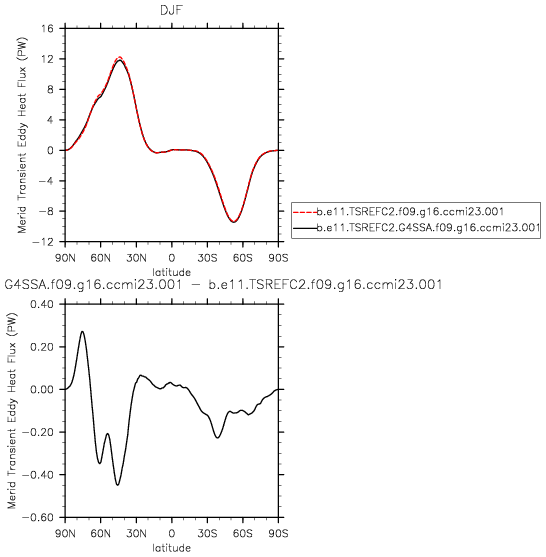 DJF
Merid Transient Eddy Heat Flux (PW)
16
12
8
4
0
−4
−8
−12
90N 60N 30N 0 30S 60S 90S
latitude
b.e11.TSREFC2.f09.g16.ccmi23.001
b.e11.TSREFC2.G4SSA.f09.g16.ccmi23.001
G4SSA.f09.g16.ccmi23.001 − b.e11.TSREFC2.f09.g16.ccmi23.001
Merid Transient Eddy Heat Flux (PW)
0.40
0.20
0.00
−0.20
−0.40
−0.60
90N 60N 30N 0 30S 60S 90S
latitude